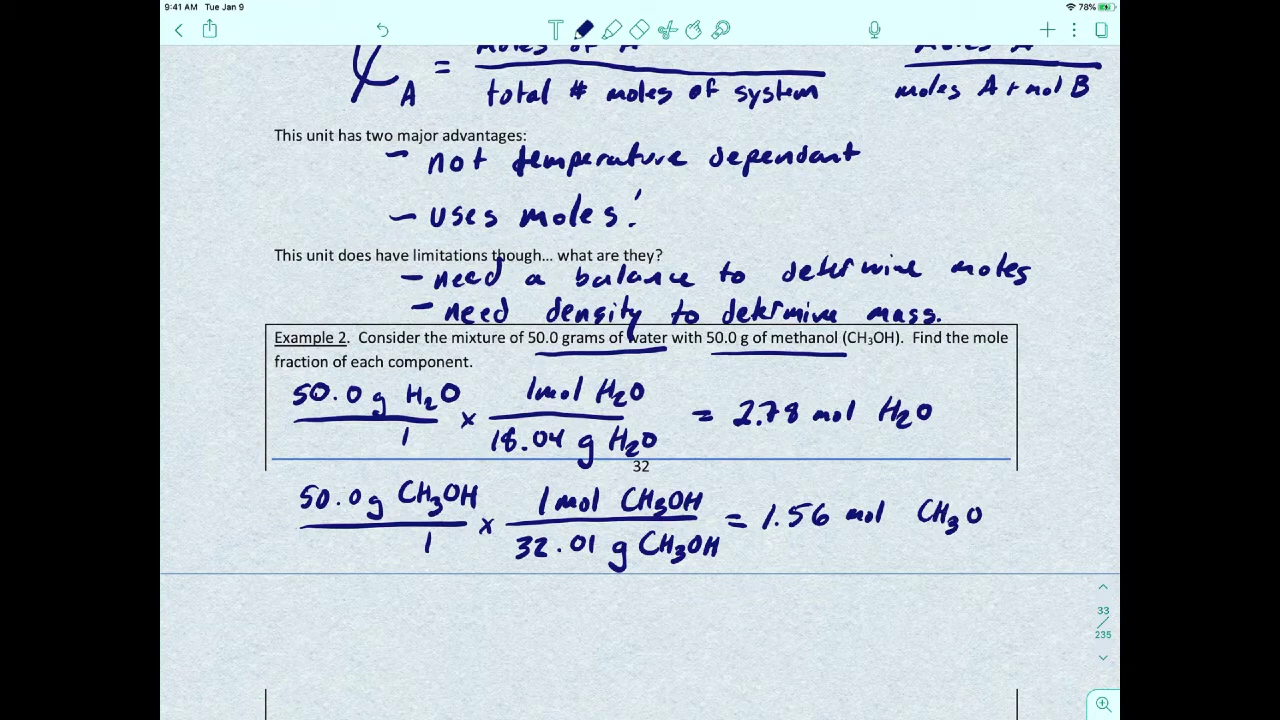 9:41 AM Tue Jan 9
78%
T
A = total # moles of system
moles A + mol B
This unit has two major advantages:
- not temperature dependant
- uses moles!
This unit does have limitations though... what are they?
- need a balance to determine moles
- need density to determine mass.
Example 2. Consider the mixture of 50.0 grams of water with 50.0 g of methanol (CH₃OH). Find the mole
fraction of each component.
50.0 g H₂O / 1 × 1 mol H₂O / 18.04 g H₂O = 2.78 mol H₂O
32
50.0 g CH₃OH / 1 × 1 mol CH₃OH / 32.01 g CH₃OH = 1.56 mol CH₃O
33
/
235